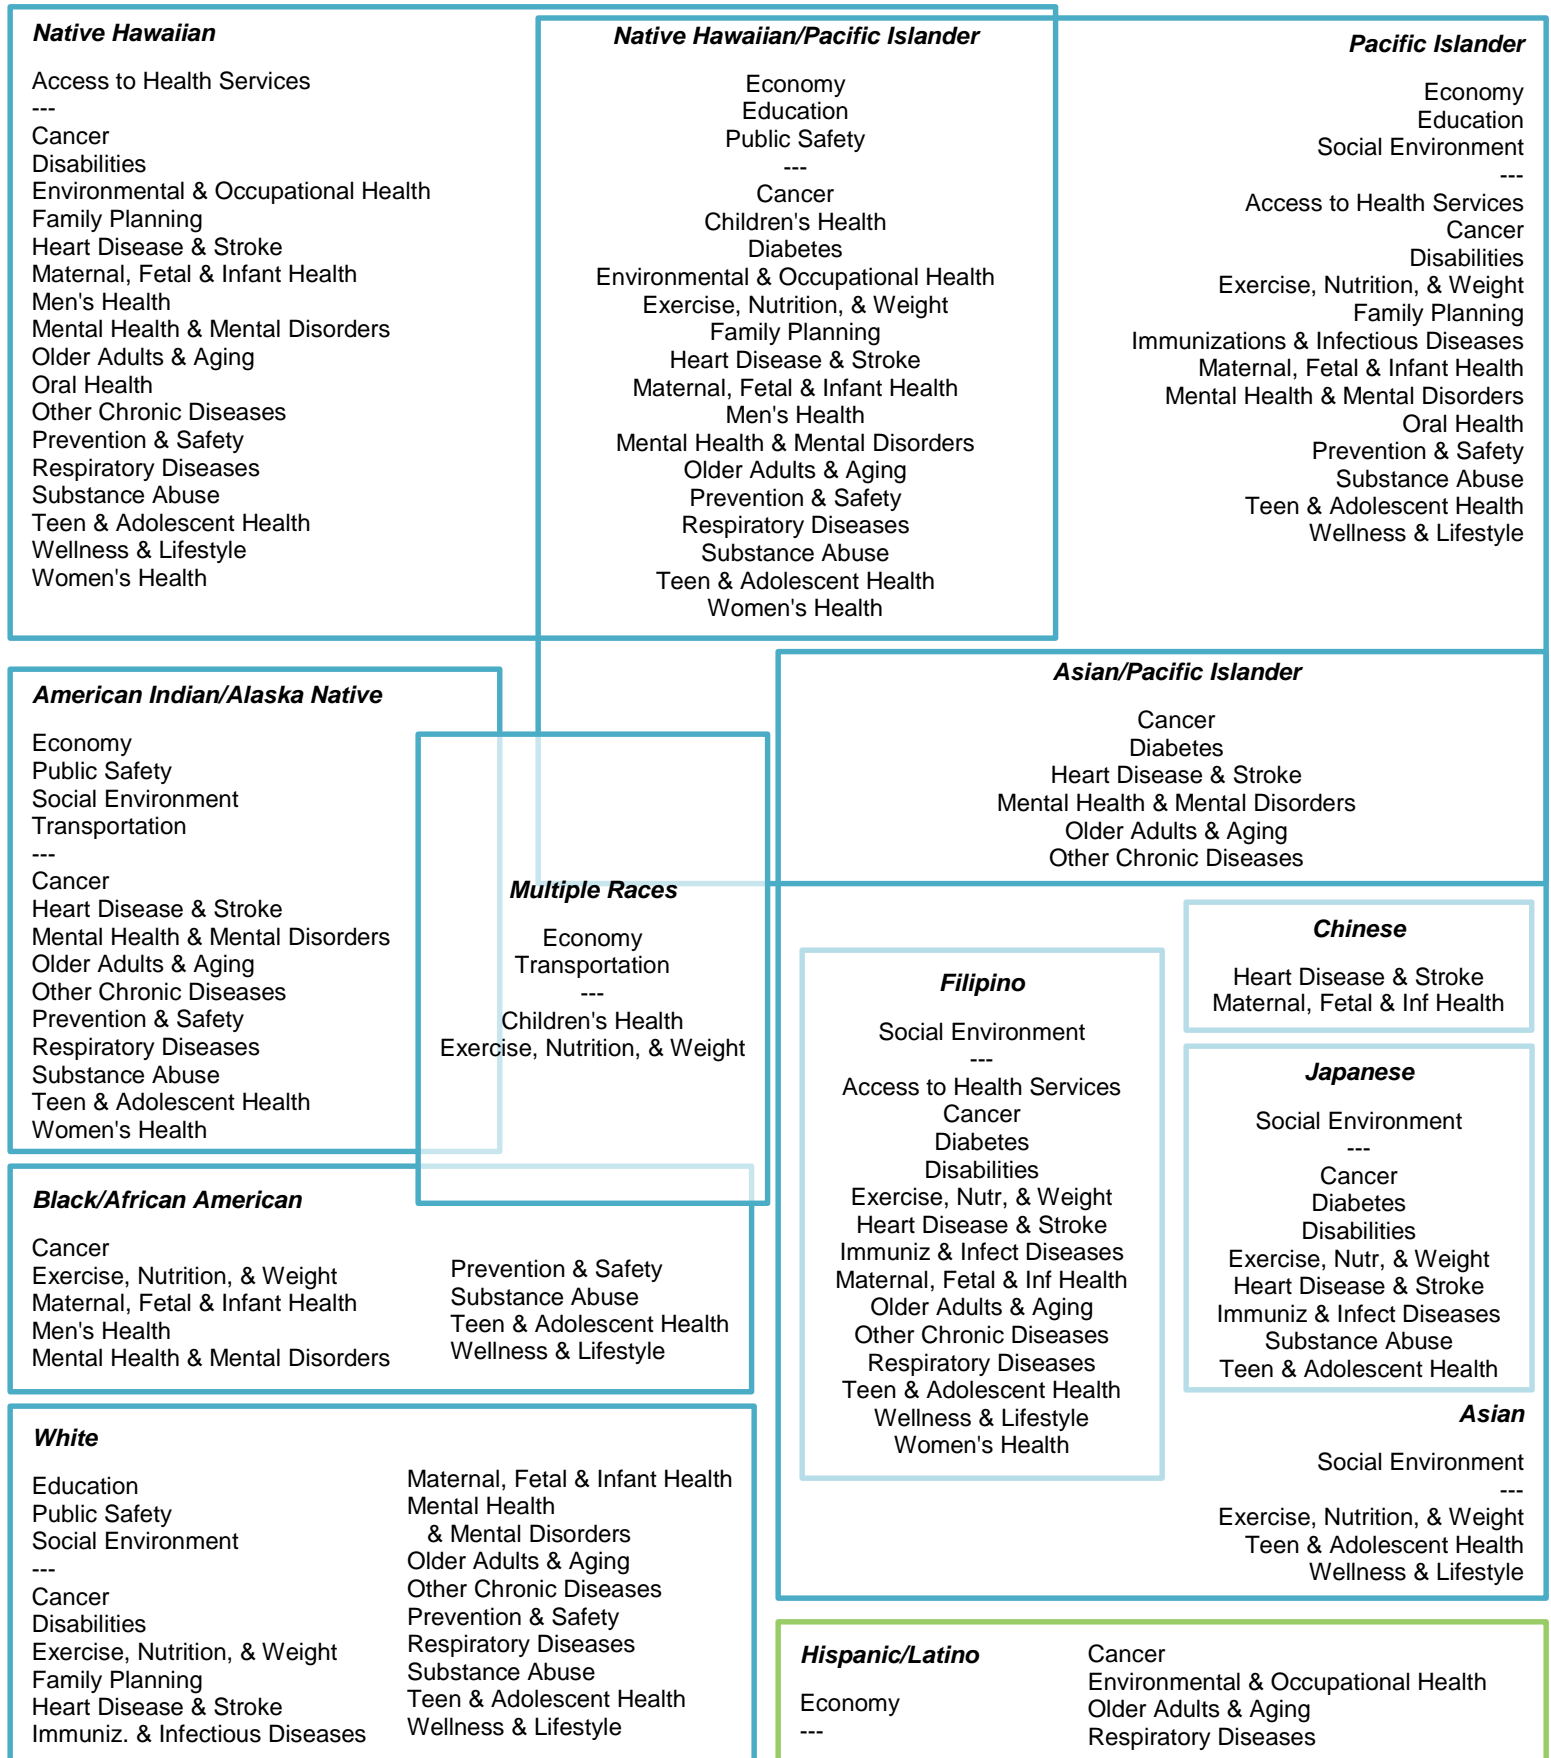 Native Hawaiian
Access to Health Services
---
Cancer
Disabilities
Environmental & Occupational Health
Family Planning
Heart Disease & Stroke
Maternal, Fetal & Infant Health
Men's Health
Mental Health & Mental Disorders
Older Adults & Aging
Oral Health
Other Chronic Diseases
Prevention & Safety
Respiratory Diseases
Substance Abuse
Teen & Adolescent Health
Wellness & Lifestyle
Women's Health
Native Hawaiian/Pacific Islander
Economy
Education
Public Safety
---
Cancer
Children's Health
Diabetes
Environmental & Occupational Health
Exercise, Nutrition, & Weight
Family Planning
Heart Disease & Stroke
Maternal, Fetal & Infant Health
Men's Health
Mental Health & Mental Disorders
Older Adults & Aging
Prevention & Safety
Respiratory Diseases
Substance Abuse
Teen & Adolescent Health
Women's Health
Pacific Islander
Economy
Education
Social Environment
---
Access to Health Services
Cancer
Disabilities
Exercise, Nutrition, & Weight
Family Planning
Immunizations & Infectious Diseases
Maternal, Fetal & Infant Health
Mental Health & Mental Disorders
Oral Health
Prevention & Safety
Substance Abuse
Teen & Adolescent Health
Wellness & Lifestyle
American Indian/Alaska Native
Economy
Public Safety
Social Environment
Transportation
---
Cancer
Heart Disease & Stroke
Mental Health & Mental Disorders
Older Adults & Aging
Other Chronic Diseases
Prevention & Safety
Respiratory Diseases
Substance Abuse
Teen & Adolescent Health
Women's Health
Multiple Races
Economy
Transportation
---
Children's Health
Exercise, Nutrition, & Weight
Asian/Pacific Islander
Cancer
Diabetes
Heart Disease & Stroke
Mental Health & Mental Disorders
Older Adults & Aging
Other Chronic Diseases
Filipino
Social Environment
---
Access to Health Services
Cancer
Diabetes
Disabilities
Exercise, Nutr, & Weight
Heart Disease & Stroke
Immuniz & Infect Diseases
Maternal, Fetal & Inf Health
Older Adults & Aging
Other Chronic Diseases
Respiratory Diseases
Teen & Adolescent Health
Wellness & Lifestyle
Women's Health
Chinese
Heart Disease & Stroke
Maternal, Fetal & Inf Health
Japanese
Social Environment
---
Cancer
Diabetes
Disabilities
Exercise, Nutr, & Weight
Heart Disease & Stroke
Immuniz & Infect Diseases
Substance Abuse
Teen & Adolescent Health
Asian
Social Environment
---
Exercise, Nutrition, & Weight
Teen & Adolescent Health
Wellness & Lifestyle
Black/African American
Cancer
Exercise, Nutrition, & Weight
Maternal, Fetal & Infant Health
Men's Health
Mental Health & Mental Disorders
Prevention & Safety
Substance Abuse
Teen & Adolescent Health
Wellness & Lifestyle
White
Education
Public Safety
Social Environment
---
Cancer
Disabilities
Exercise, Nutrition, & Weight
Family Planning
Heart Disease & Stroke
Immuniz. & Infectious Diseases
Maternal, Fetal & Infant Health
Mental Health
& Mental Disorders
Older Adults & Aging
Other Chronic Diseases
Prevention & Safety
Respiratory Diseases
Substance Abuse
Teen & Adolescent Health
Wellness & Lifestyle
Hispanic/Latino
Economy
---
Cancer
Environmental & Occupational Health
Older Adults & Aging
Respiratory Diseases